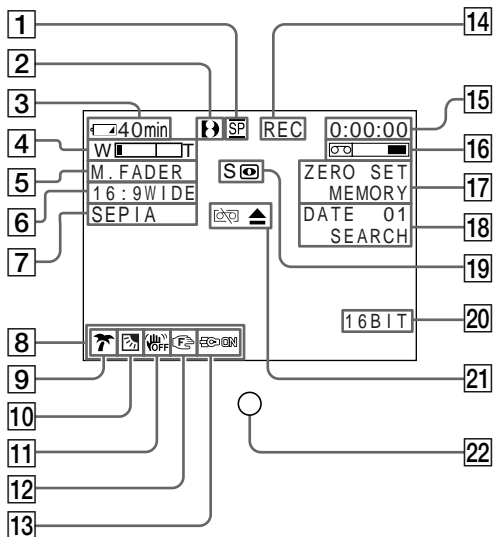 1
2
3
4
5
6
7
8
9
10
11
12
13
14
15
16
17
18
19
20
21
22
40min
SP
REC
0:00:00
W T
M.FADER
16:9WIDE
SEPIA
S
ZERO SET
MEMORY
DATE 01
SEARCH
16BIT
OFF
F
ON